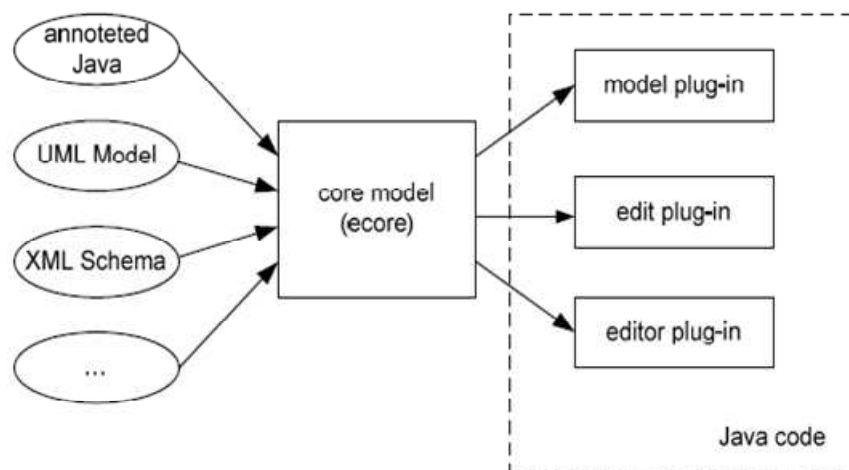 annoteted
Java
UML Model
XML Schema
...
core model
(ecore)
model plug-in
edit plug-in
editor plug-in
Java code